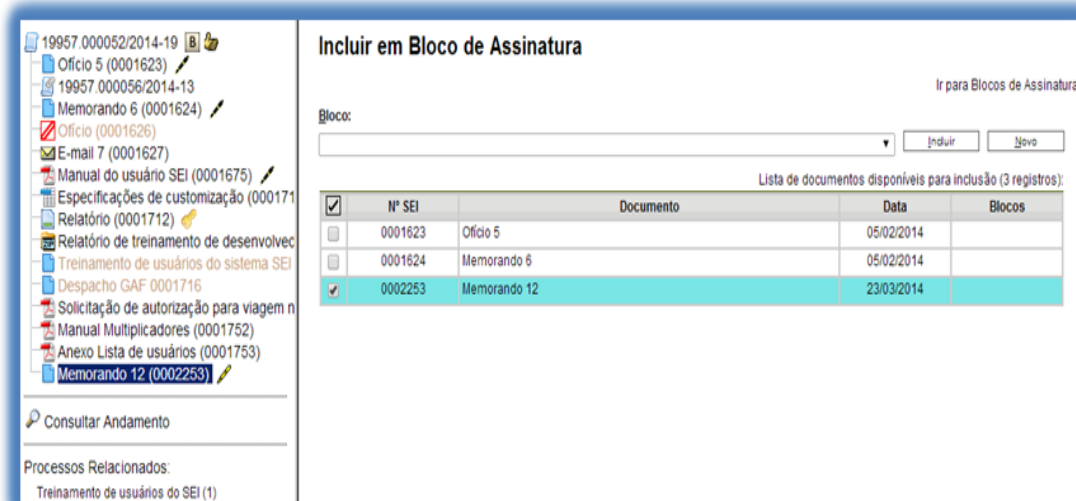 19957.000052/2014-19 B
Ofício 5 (0001623)
19957.000056/2014-13
Memorando 6 (0001624)
Ofício (0001626)
E-mail 7 (0001627)
Manual do usuário SEI (0001675)
Especificações de customização (000171
Relatório (0001712)
Relatório de treinamento de desenvolvec
Treinamento de usuários do sistema SEI
Despacho GAF 0001716
Solicitação de autorização para viagem n
Manual Multiplicadores (0001752)
Anexo Lista de usuários (0001753)
Memorando 12 (0002253)
Consultar Andamento
Processos Relacionados:
Treinamento de usuários do SEI (1)
Incluir em Bloco de Assinatura
Ir para Blocos de Assinatura
Bloco:
Incluir Novo
Lista de documentos disponíveis para inclusão (3 registros):
Nº SEI Documento Data Blocos
0001623 Ofício 5 05/02/2014
0001624 Memorando 6 05/02/2014
0002253 Memorando 12 23/03/2014